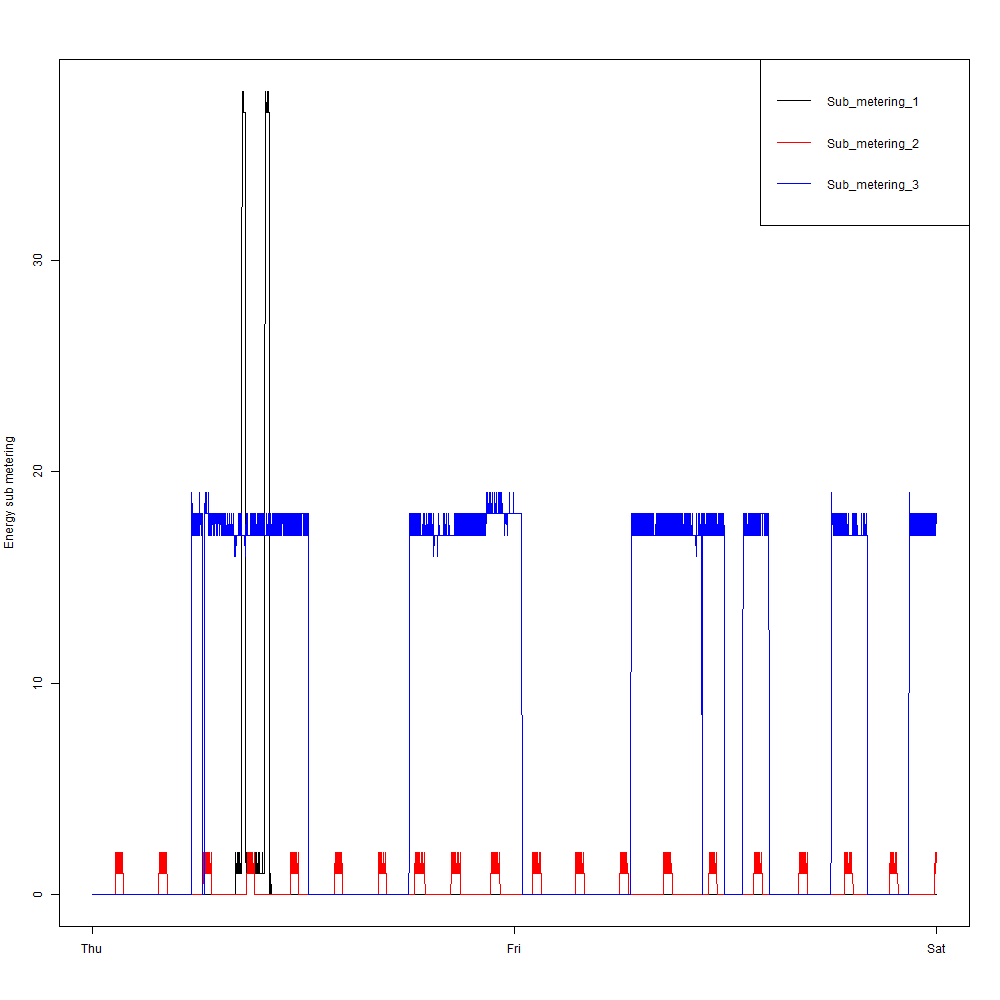 Sub_metering_1
Sub_metering_2
Sub_metering_3
Energy sub metering
30
20
10
0
Thu
Fri
Sat